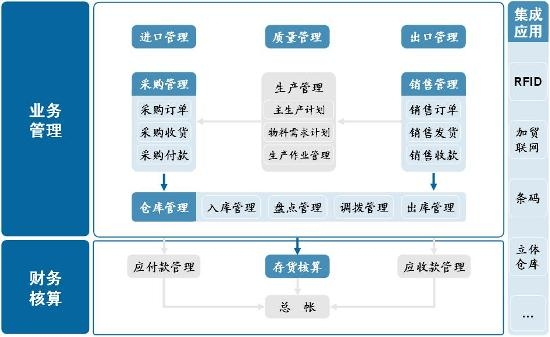 进口管理
质量管理
出口管理
集成
应用
业务
管理
采购管理
采购订单
采购收货
采购付款
生产管理
主生产计划
物料需求计划
生产作业管理
销售管理
销售订单
销售发货
销售收款
RFID
加贸
联网
条码
立体
仓库
...
仓库管理
入库管理
盘点管理
调拨管理
出库管理
财务
核算
应付款管理
存货核算
应收款管理
总 帐